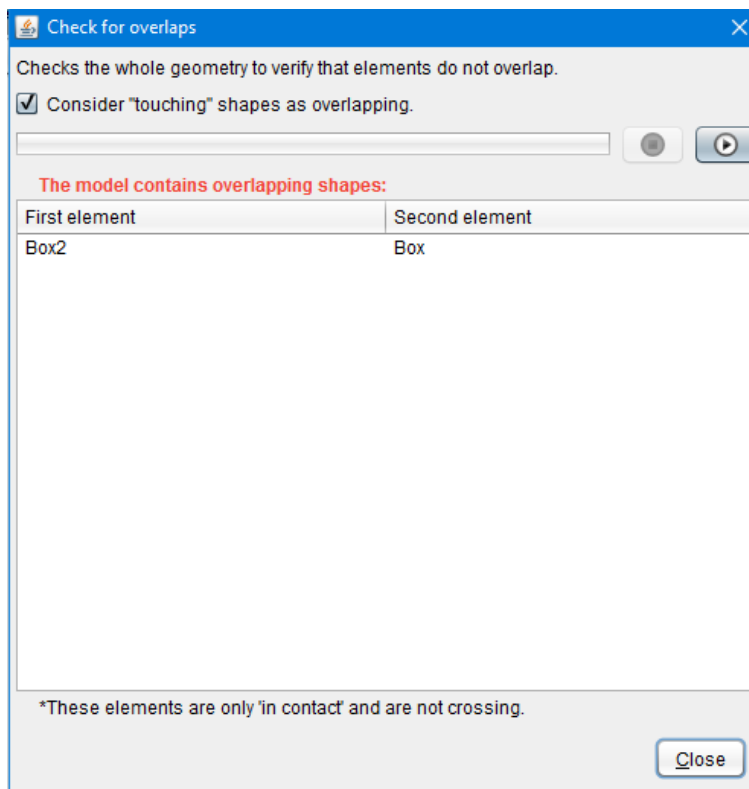 Check for overlaps
Checks the whole geometry to verify that elements do not overlap.
Consider "touching" shapes as overlapping.
The model contains overlapping shapes:
First element Second element
Box2 Box
*These elements are only 'in contact' and are not crossing.
Close